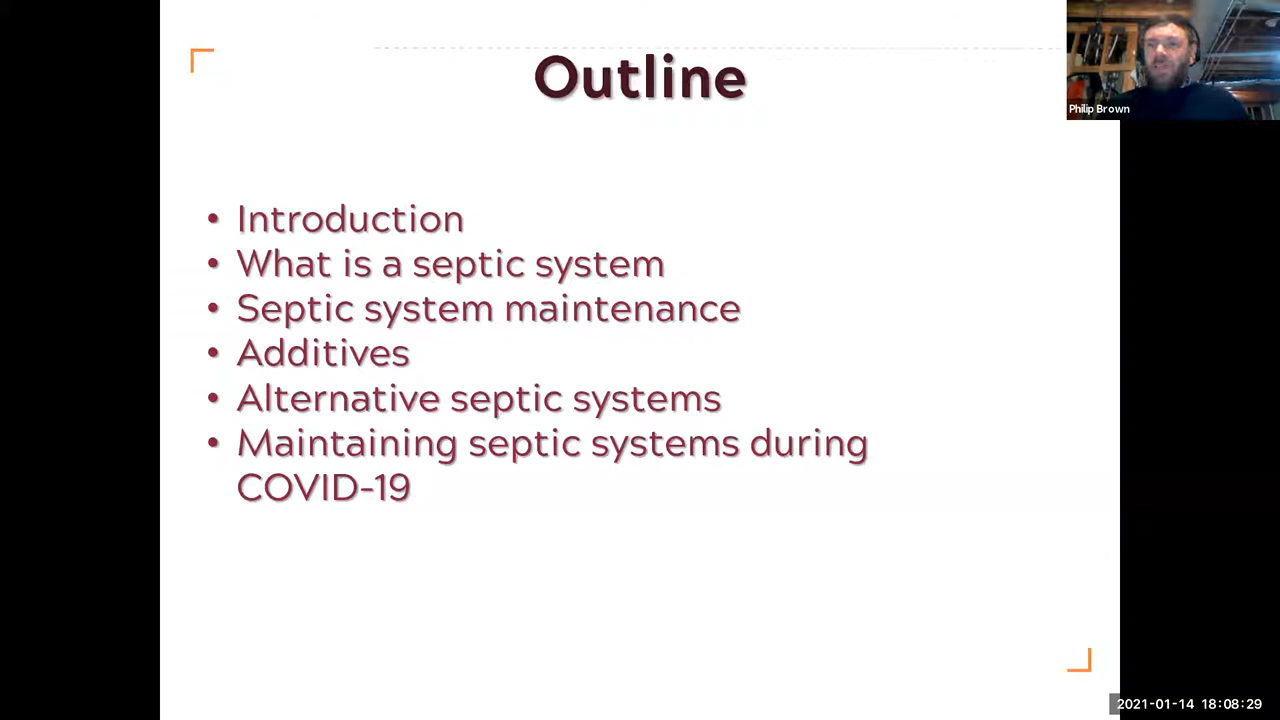 Outline
Philip Brown
• Introduction
• What is a septic system
• Septic system maintenance
• Additives
• Alternative septic systems
• Maintaining septic systems during
COVID-19
2021-01-14 18:08:29